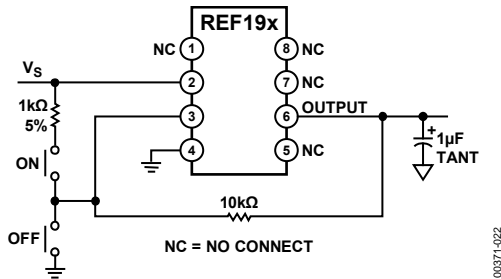 REF19x
NC 1
8 NC
VS
2
7 NC
1kΩ
5%
3
6 OUTPUT
+
1µF
TANT
ON
4
5 NC
10kΩ
OFF
NC = NO CONNECT
00371-022